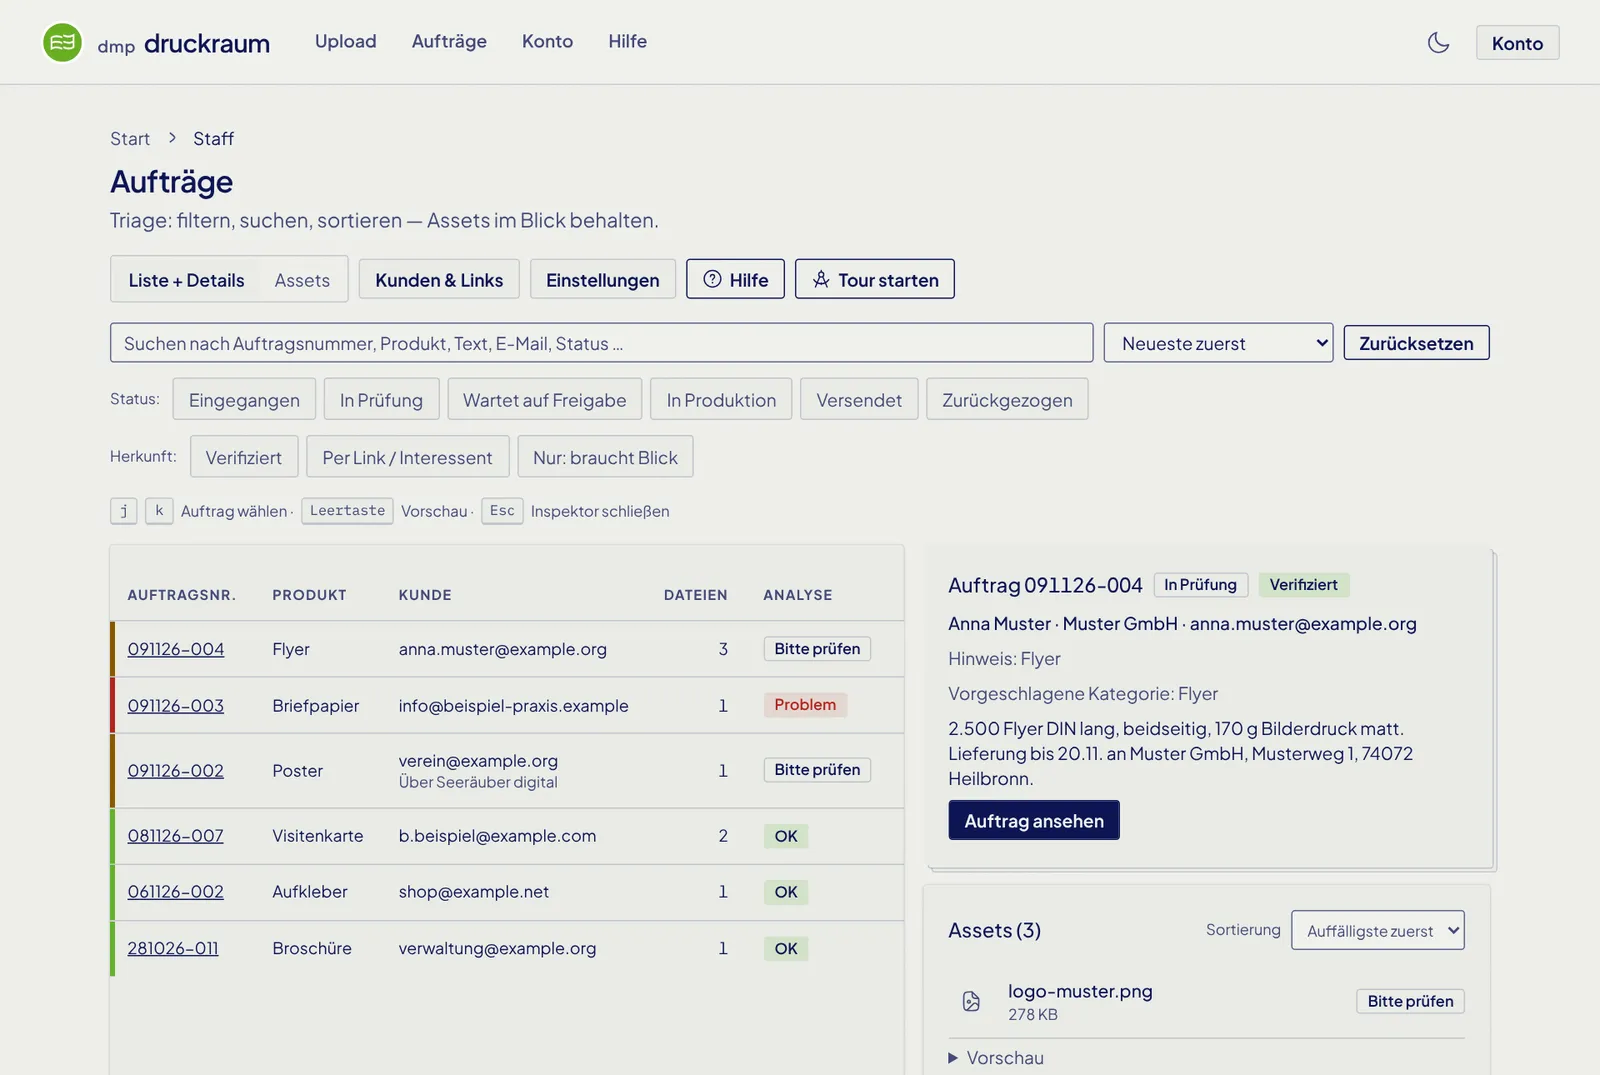 dmp druckraum Upload Aufträge Konto Hilfe Konto
Start > Staff
Aufträge
Triage: filtern, suchen, sortieren — Assets im Blick behalten.
Liste + Details Assets Kunden & Links Einstellungen Hilfe Tour starten
Suchen nach Auftragsnummer, Produkt, Text, E-Mail, Status ... Neueste zuerst Zurücksetzen
Status: Eingegangen In Prüfung Wartet auf Freigabe In Produktion Versendet Zurückgezogen
Herkunft: Verifiziert Per Link / Interessent Nur: braucht Blick
j k Auftrag wählen · Leertaste Vorschau · Esc Inspektor schließen
AUFTRAGSNR. PRODUKT KUNDE DATEIEN ANALYSE
091126-004 Flyer anna.muster@example.org 3 Bitte prüfen
091126-003 Briefpapier info@beispiel-praxis.example 1 Problem
091126-002 Poster verein@example.org 1 Bitte prüfen
Über Seeräuber digital
081126-007 Visitenkarte b.beispiel@example.com 2 OK
061126-002 Aufkleber shop@example.net 1 OK
281026-011 Broschüre verwaltung@example.org 1 OK
Auftrag 091126-004 In Prüfung Verifiziert
Anna Muster · Muster GmbH · anna.muster@example.org
Hinweis: Flyer
Vorgeschlagene Kategorie: Flyer
2.500 Flyer DIN lang, beidseitig, 170 g Bilderdruck matt.
Lieferung bis 20.11. an Muster GmbH, Musterweg 1, 74072
Heilbronn.
Auftrag ansehen
Assets (3) Sortierung Auffälligste zuerst
logo-muster.png Bitte prüfen
278 KB
Vorschau